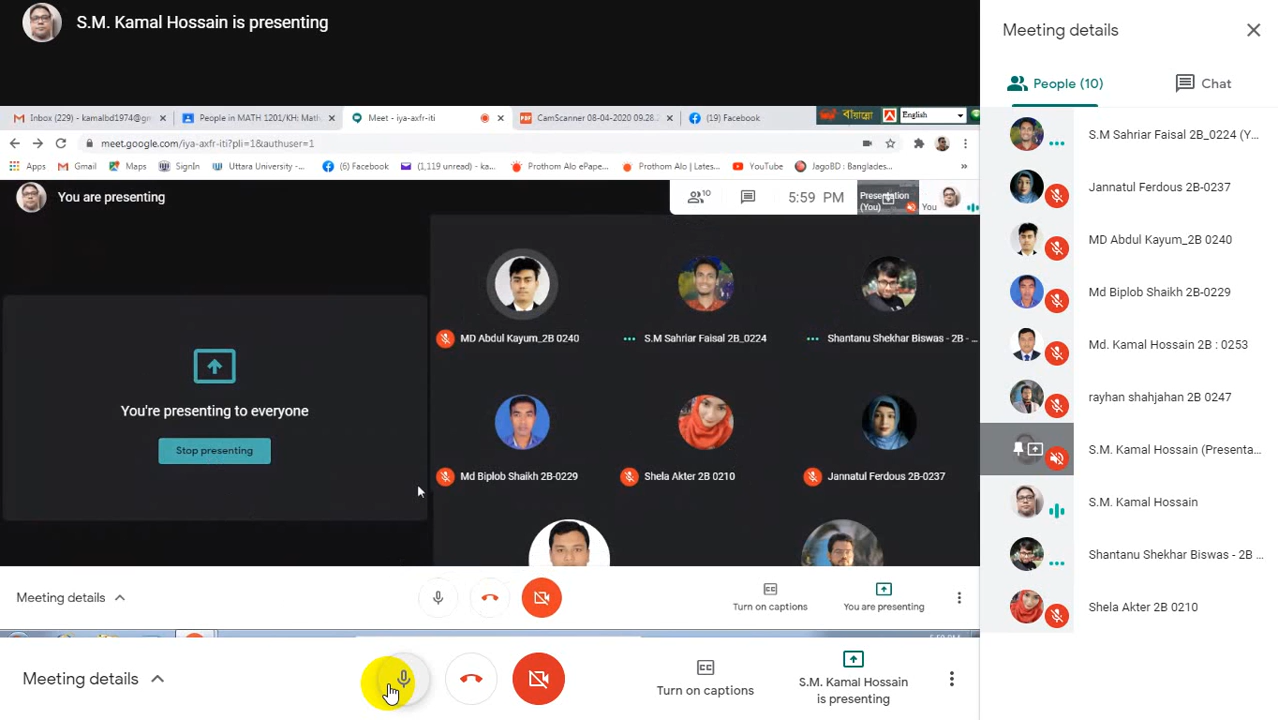 S.M. Kamal Hossain is presenting
Meeting details
People (10)
Chat
Inbox (229) - kamalbd1974@gm
People in MATH 1201/KH: Math
Meet - iya-axfr-iti
CamScanner 08-04-2020 09.28.
(19) Facebook
English
meet.google.com/iya-axfr-iti?pli=1&authuser=1
Apps
Gmail
Maps
SignIn
Uttara University -
(6) Facebook
(1,119 unread) - k
Prothom Alo ePape...
Prothom Alo | Lates...
YouTube
JagoBD : Banglades...
»
You are presenting
10
5:59 PM
Presentation
(You)
You
You're presenting to everyone
Stop presenting
MD Abdul Kayum_2B 0240
S.M Sahriar Faisal 2B_0224
Shantanu Shekhar Biswas - 2B - ...
Md Biplob Shaikh 2B-0229
Shela Akter 2B 0210
Jannatul Ferdous 2B-0237
Meeting details
Turn on captions
You are presenting
Meeting details
Turn on captions
S.M. Kamal Hossain
is presenting
S.M Sahriar Faisal 2B_0224 (Y...
Jannatul Ferdous 2B-0237
MD Abdul Kayum_2B 0240
Md Biplob Shaikh 2B-0229
Md. Kamal Hossain 2B : 0253
rayhan shahjahan 2B 0247
S.M. Kamal Hossain (Presenta...
S.M. Kamal Hossain
Shantanu Shekhar Biswas - 2B ...
Shela Akter 2B 0210